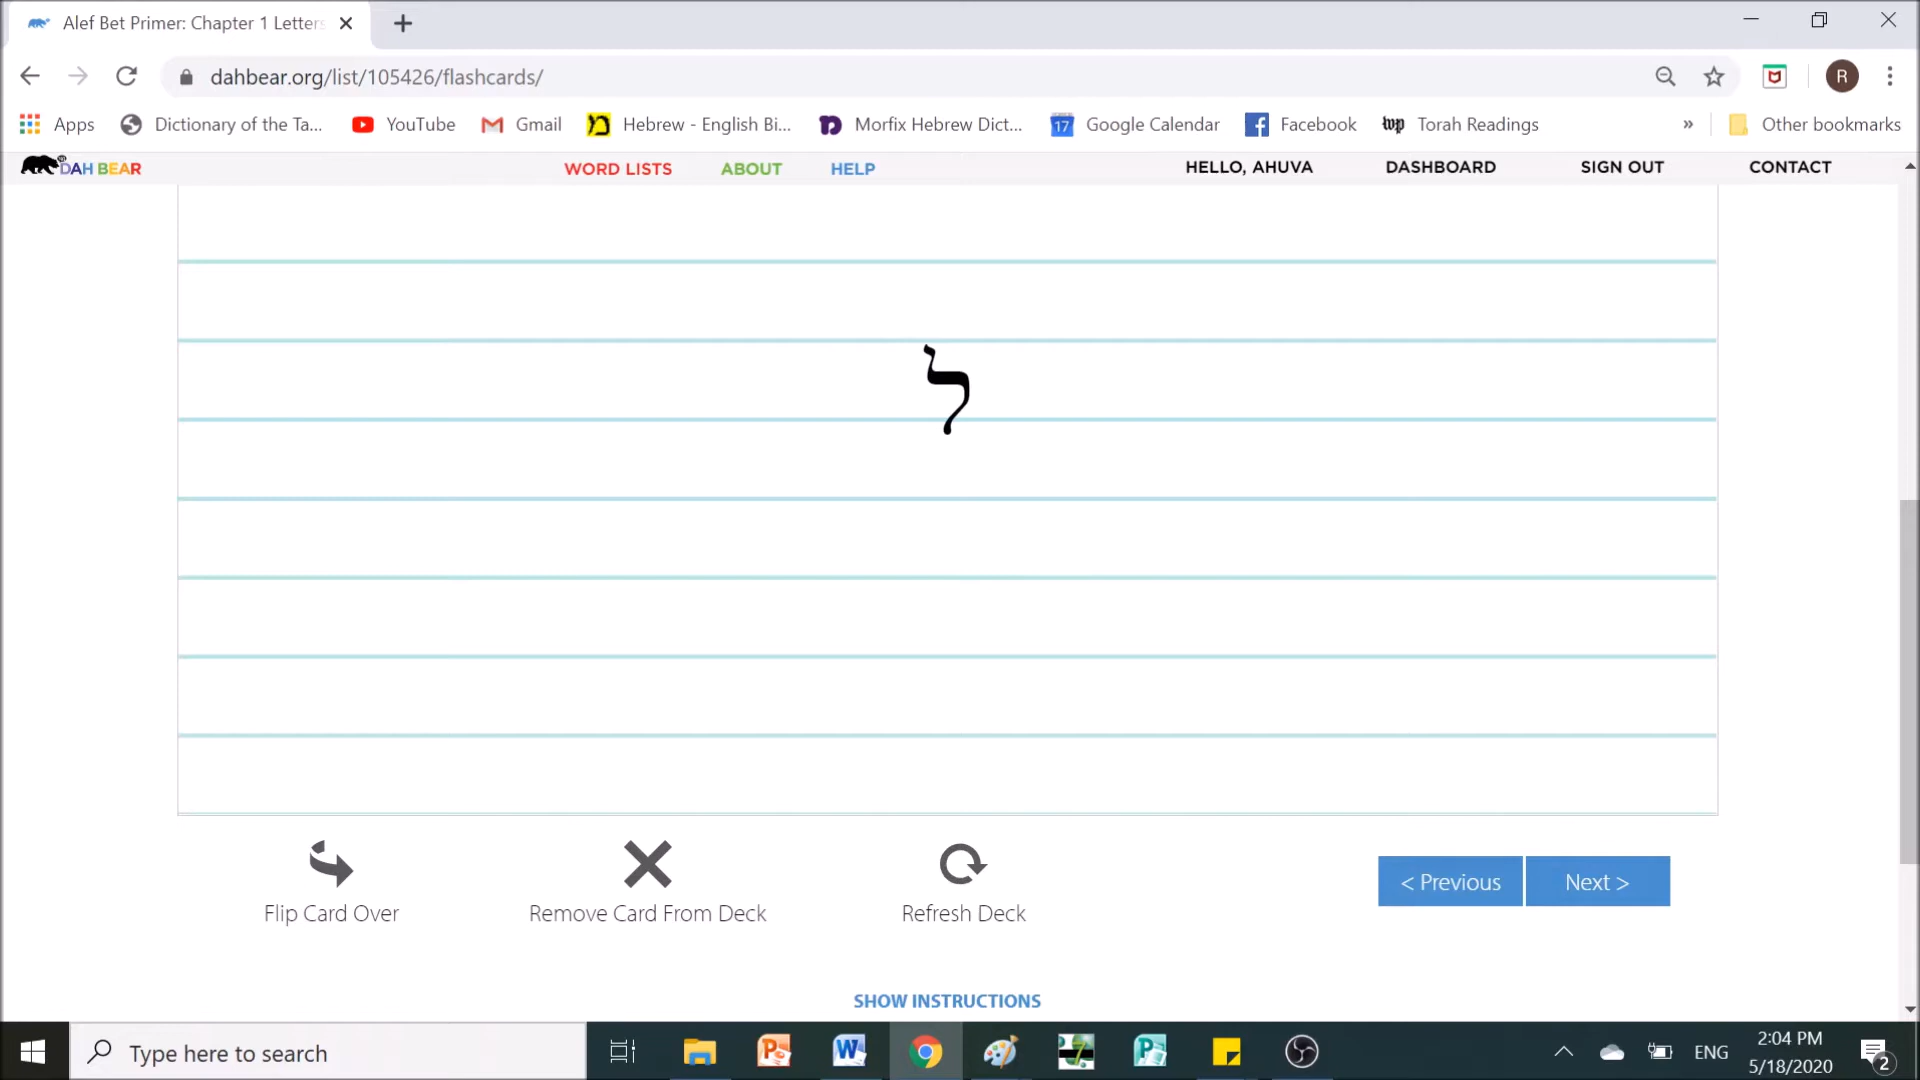 Alef Bet Primer: Chapter 1 Letters
dahbear.org/list/105426/flashcards/
R
Apps Dictionary of the Ta... YouTube Gmail Hebrew - English Bi... Morfix Hebrew Dict... 17 Google Calendar Facebook wp Torah Readings » Other bookmarks
DAH BEAR WORD LISTS ABOUT HELP HELLO, AHUVA DASHBOARD SIGN OUT CONTACT
ל
Flip Card Over Remove Card From Deck Refresh Deck < Previous Next >
SHOW INSTRUCTIONS
Type here to search ENG 2:04 PM
5/18/2020 2